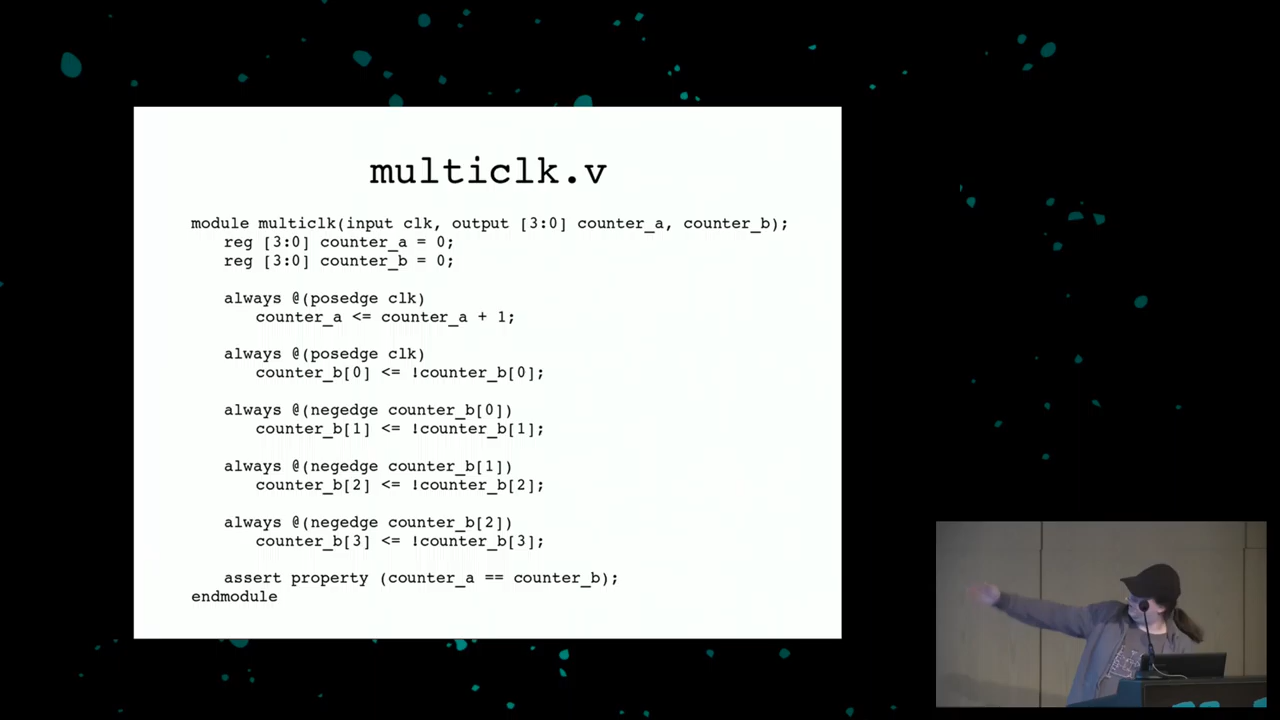 multiclk.v
module multiclk(input clk, output [3:0] counter_a, counter_b);
reg [3:0] counter_a = 0;
reg [3:0] counter_b = 0;
always @(posedge clk)
counter_a <= counter_a + 1;
always @(posedge clk)
counter_b[0] <= !counter_b[0];
always @(negedge counter_b[0])
counter_b[1] <= !counter_b[1];
always @(negedge counter_b[1])
counter_b[2] <= !counter_b[2];
always @(negedge counter_b[2])
counter_b[3] <= !counter_b[3];
assert property (counter_a == counter_b);
endmodule